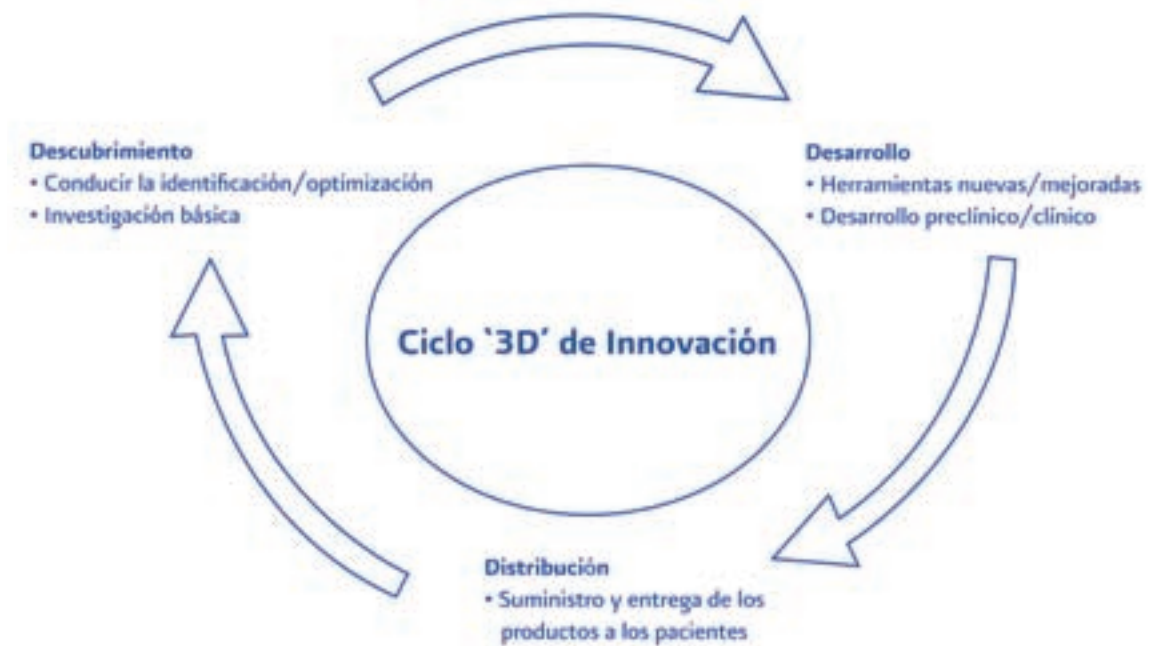 Descubrimiento
• Conducir la identificación/optimización
• Investigación básica
Desarrollo
• Herramientas nuevas/mejoradas
• Desarrollo preclínico/clínico
Ciclo ‵3D′ de Innovación
Distribución
• Suministro y entrega de los
productos a los pacientes